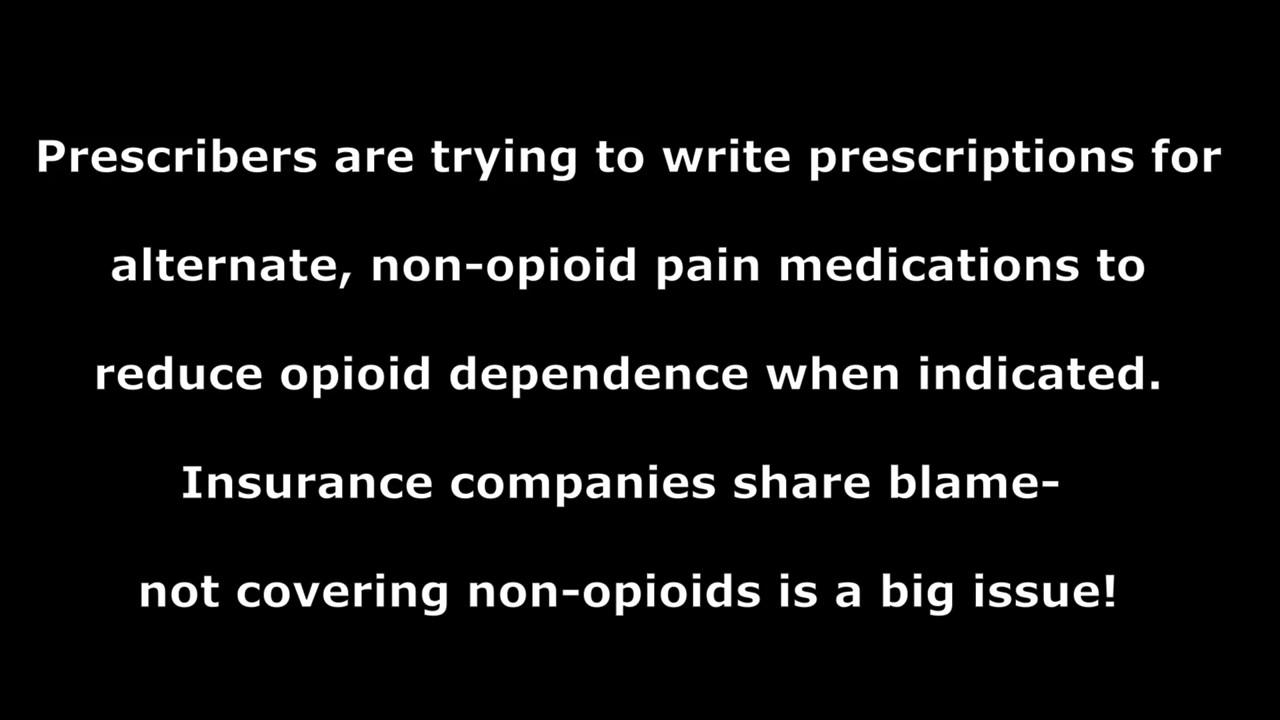 Prescribers are trying to write prescriptions for
alternate, non-opioid pain medications to
reduce opioid dependence when indicated.
Insurance companies share blame-
not covering non-opioids is a big issue!